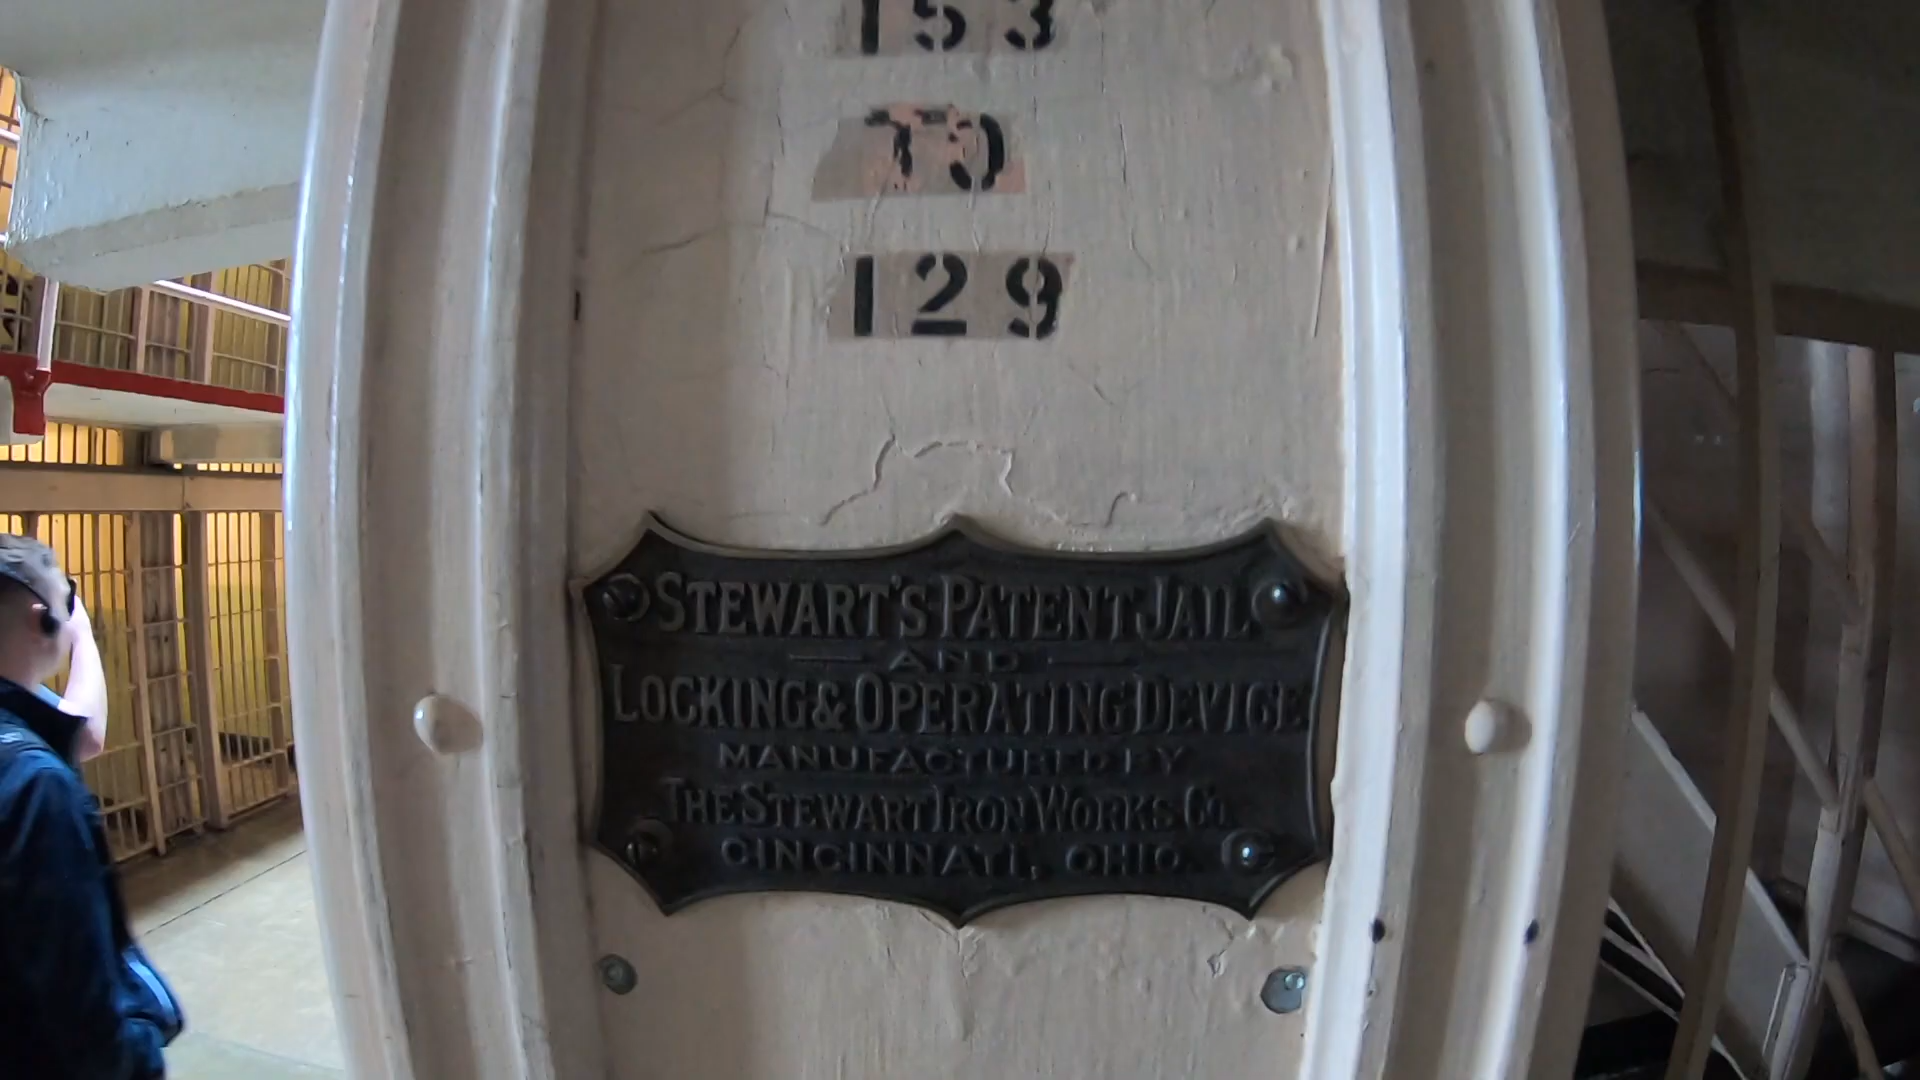 153
TO
129
STEWART'S PATENT JAIL
AND
LOCKING & OPERATING DEVICE
MANUFACTURED BY
THE STEWART IRON WORKS CO.
CINCINNATI, OHIO.